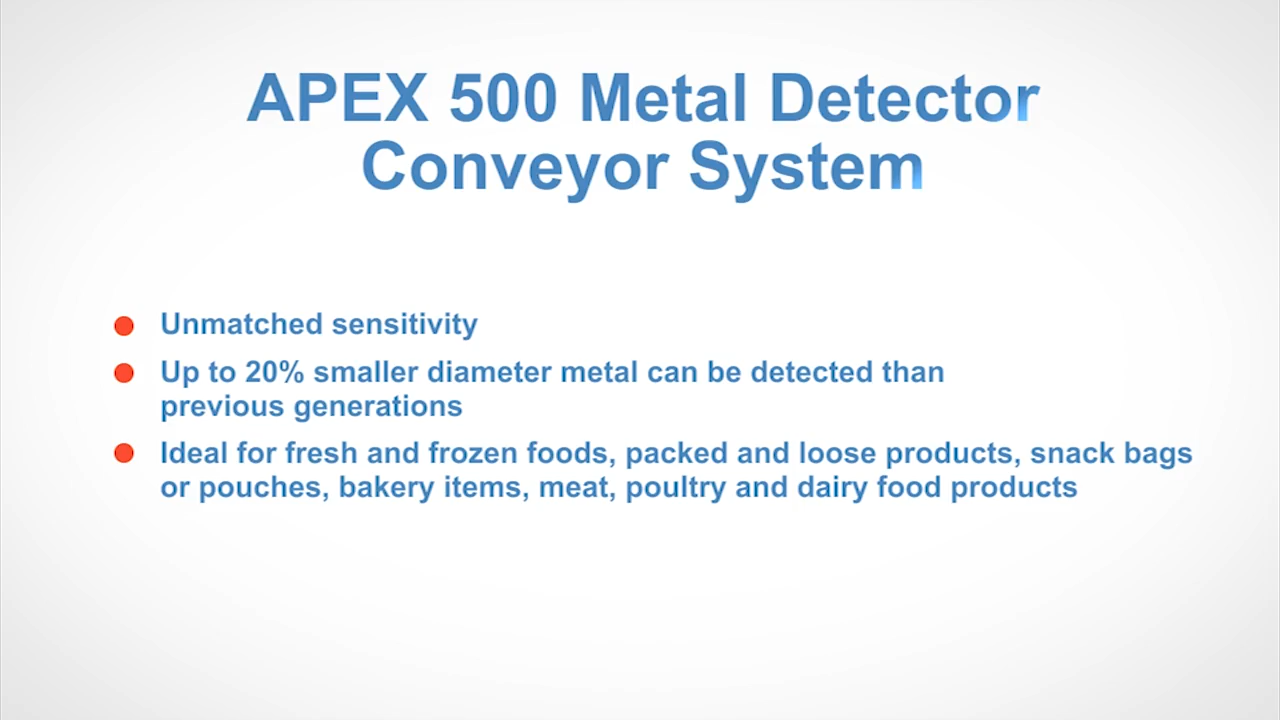 APEX 500 Metal Detector
Conveyor System
Unmatched sensitivity
Up to 20% smaller diameter metal can be detected than
previous generations
Ideal for fresh and frozen foods, packed and loose products, snack bags
or pouches, bakery items, meat, poultry and dairy food products